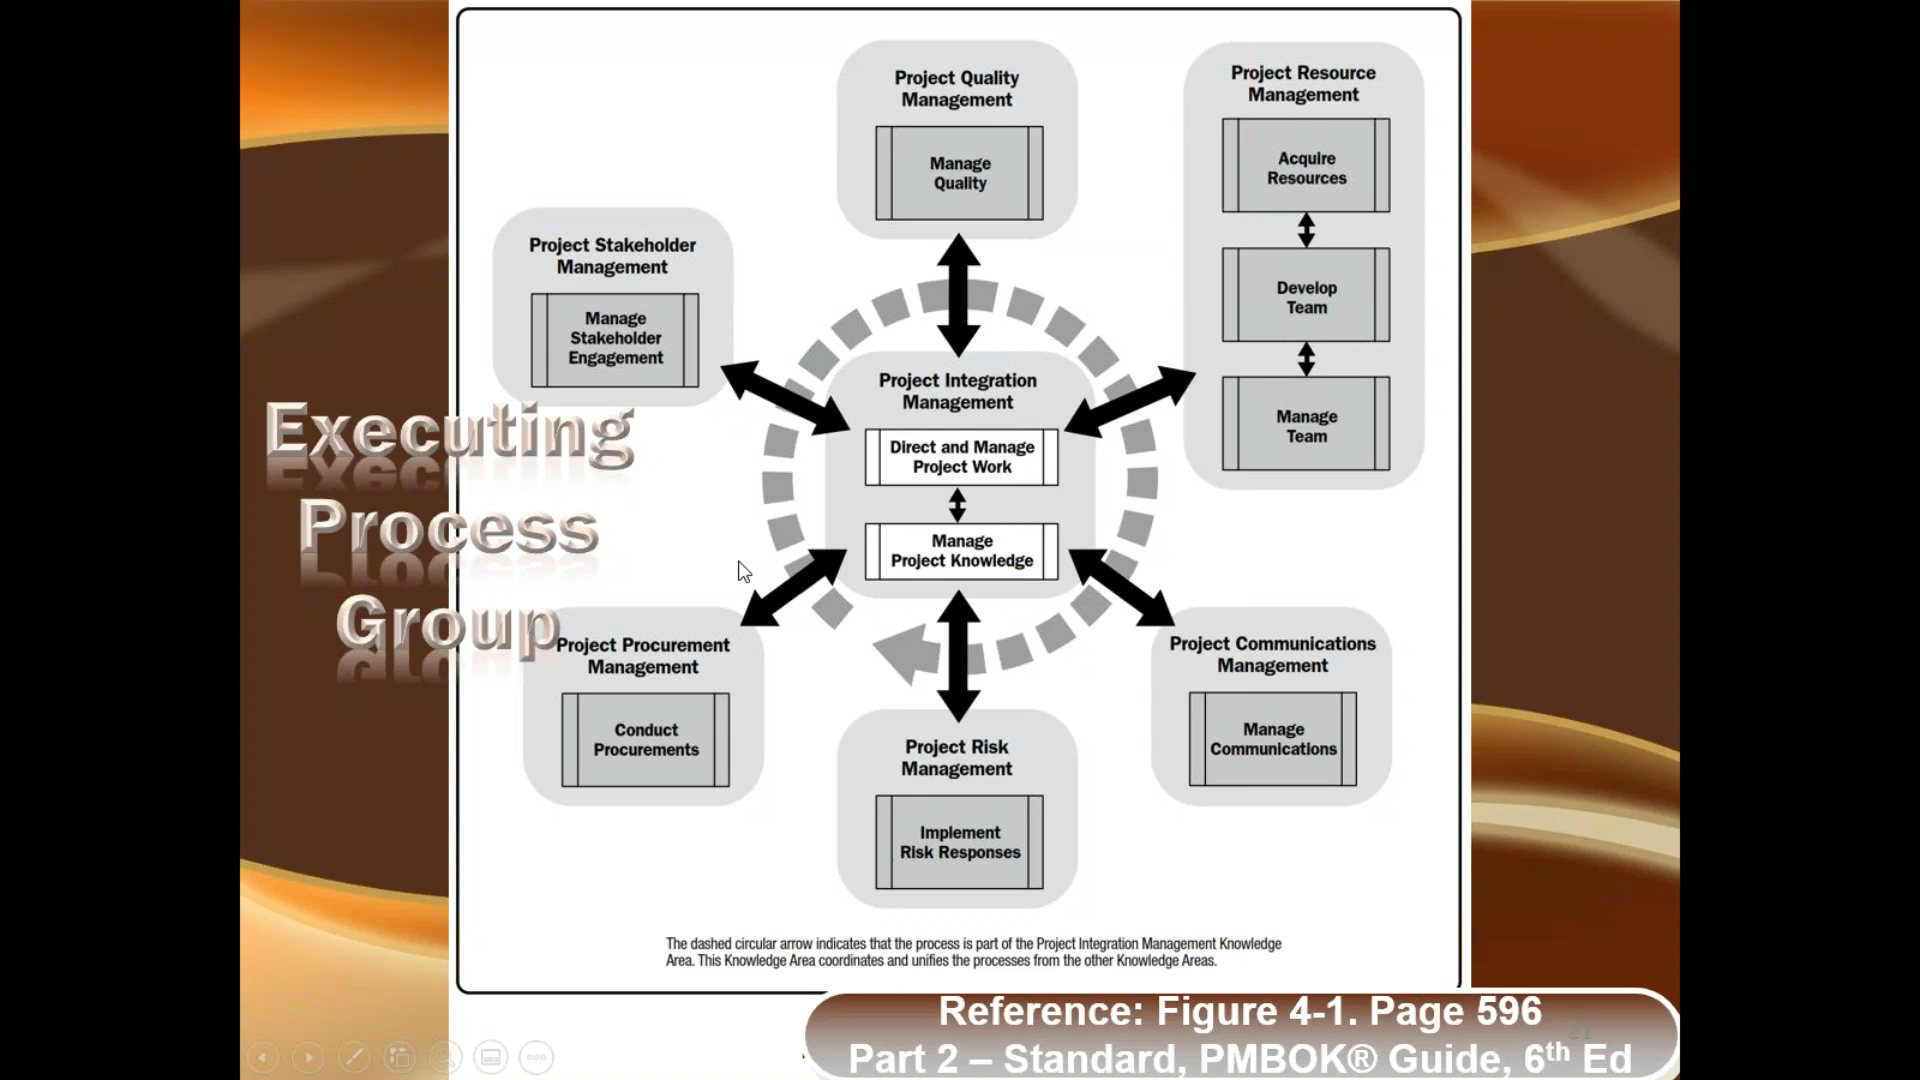 Project Quality
Management
Manage
Quality
Project Resource
Management
Acquire
Resources
Develop
Team
Manage
Team
Project Stakeholder
Management
Manage
Stakeholder
Engagement
Project Integration
Management
Direct and Manage
Project Work
Manage
Project Knowledge
Executing
Process
Group
Project Procurement
Management
Conduct
Procurements
Project Communications
Management
Manage
Communications
Project Risk
Management
Implement
Risk Responses
The dashed circular arrow indicates that the process is part of the Project Integration Management Knowledge
Area. This Knowledge Area coordinates and unifies the processes from the other Knowledge Areas.
Reference: Figure 4-1. Page 596
Part 2 – Standard, PMBOK® Guide, 6th Ed
21